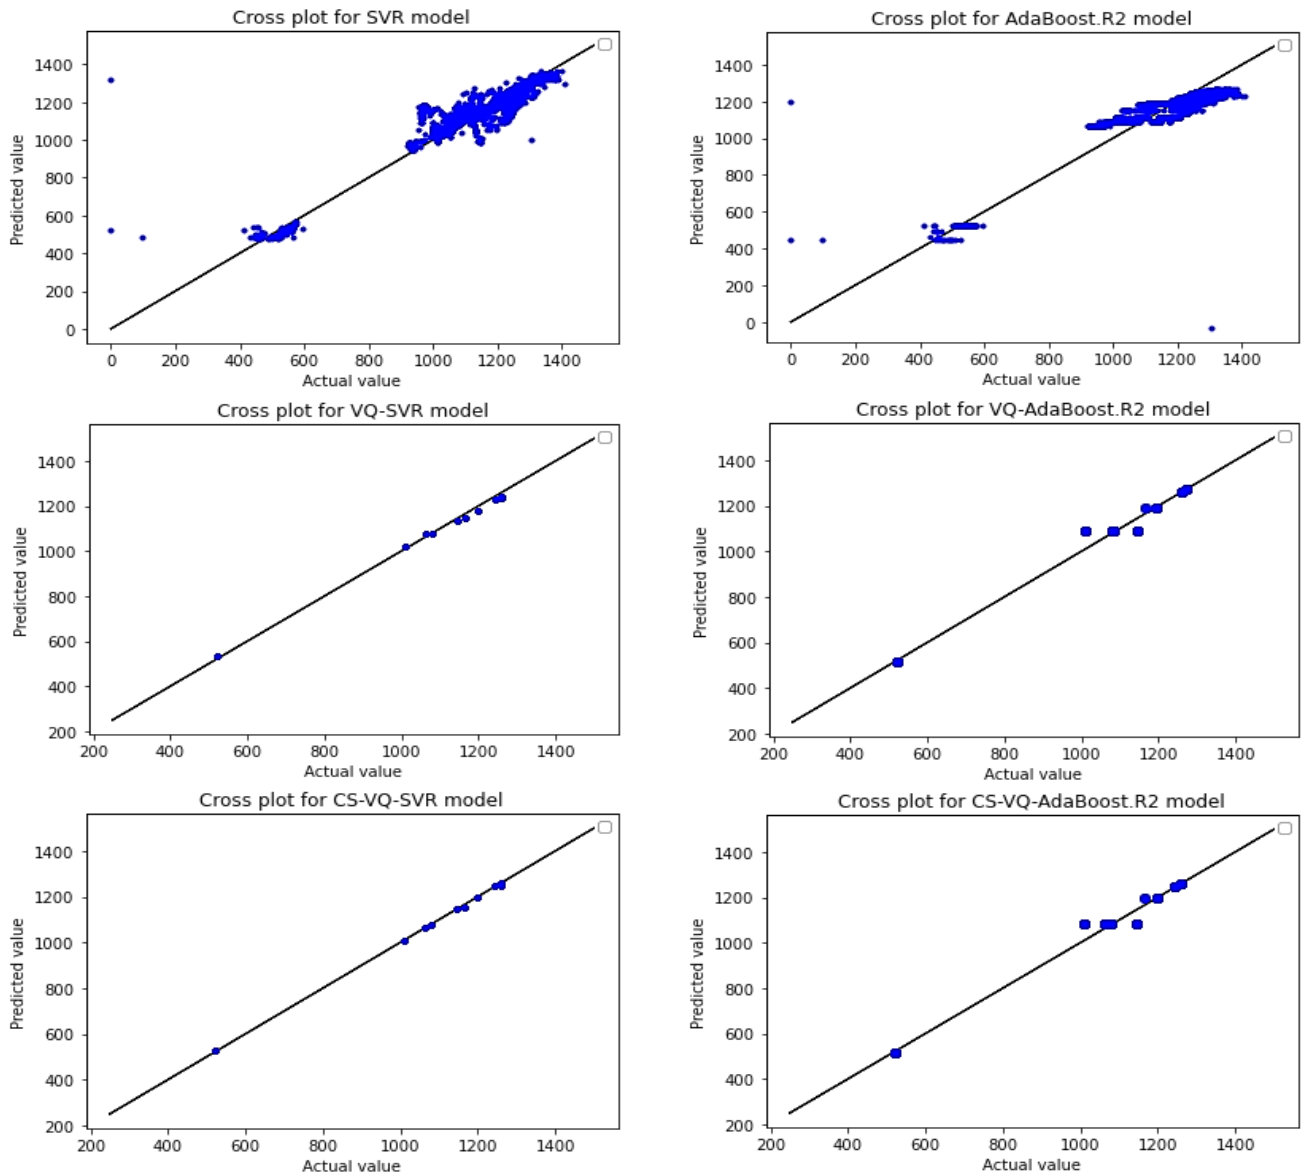 Cross plot for SVR model
1400
1200
1000
800
600
400
200
0
Predicted value
0 200 400 600 800 1000 1200 1400
Actual value
Cross plot for AdaBoost.R2 model
1400
1200
1000
800
600
400
200
0
Predicted value
0 200 400 600 800 1000 1200 1400
Actual value
Cross plot for VQ-SVR model
1400
1200
1000
800
600
400
200
Predicted value
200 400 600 800 1000 1200 1400
Actual value
Cross plot for VQ-AdaBoost.R2 model
1400
1200
1000
800
600
400
200
Predicted value
200 400 600 800 1000 1200 1400
Actual value
Cross plot for CS-VQ-SVR model
1400
1200
1000
800
600
400
200
Predicted value
200 400 600 800 1000 1200 1400
Actual value
Cross plot for CS-VQ-AdaBoost.R2 model
1400
1200
1000
800
600
400
200
Predicted value
200 400 600 800 1000 1200 1400
Actual value